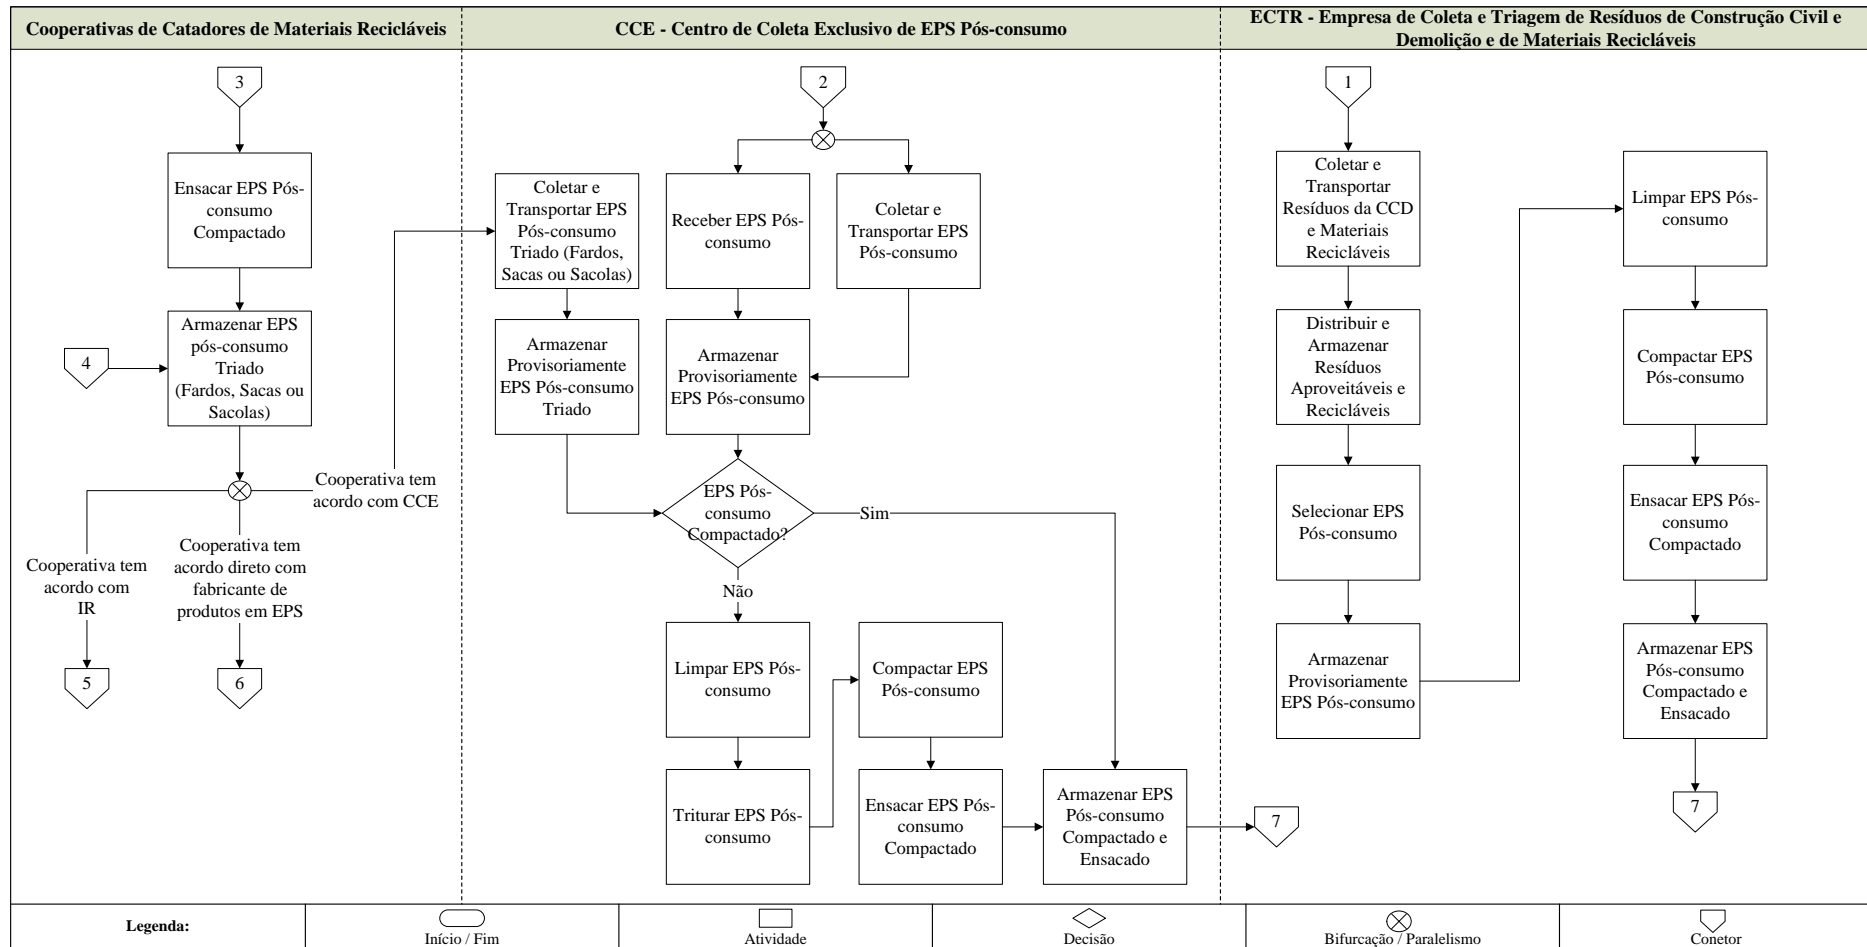 Cooperativas de Catadores de Materiais Recicláveis
CCE - Centro de Coleta Exclusivo de EPS Pós-consumo
ECTR - Empresa de Coleta e Triagem de Resíduos de Construção Civil e
Demolição e de Materiais Recicláveis
3
Ensacar EPS Pós-
consumo
Compactado
4
Armazenar EPS
pós-consumo
Triado
(Fardos, Sacas ou
Sacolas)
Cooperativa tem
acordo com CCE
Cooperativa tem
acordo com
IR
Cooperativa tem
acordo direto com
fabricante de
produtos em EPS
5
6
2
Coletar e
Transportar EPS
Pós-consumo
Triado (Fardos,
Sacas ou Sacolas)
Receber EPS Pós-
consumo
Coletar e
Transportar EPS
Pós-consumo
Armazenar
Provisoriamente
EPS Pós-consumo
Triado
Armazenar
Provisoriamente
EPS Pós-consumo
EPS Pós-
consumo
Compactado?
Sim
Não
Limpar EPS Pós-
consumo
Compactar EPS
Pós-consumo
Triturar EPS Pós-
consumo
Ensacar EPS Pós-
consumo
Compactado
Armazenar EPS
Pós-consumo
Compactado e
Ensacado
7
1
Coletar e
Transportar
Resíduos da CCD
e Materiais
Recicláveis
Distribuir e
Armazenar
Resíduos
Aproveitáveis e
Recicláveis
Selecionar EPS
Pós-consumo
Armazenar
Provisoriamente
EPS Pós-consumo
Limpar EPS Pós-
consumo
Compactar EPS
Pós-consumo
Ensacar EPS Pós-
consumo
Compactado
Armazenar EPS
Pós-consumo
Compactado e
Ensacado
7
Legenda:
Início / Fim
Atividade
Decisão
Bifurcação / Paralelismo
Conetor